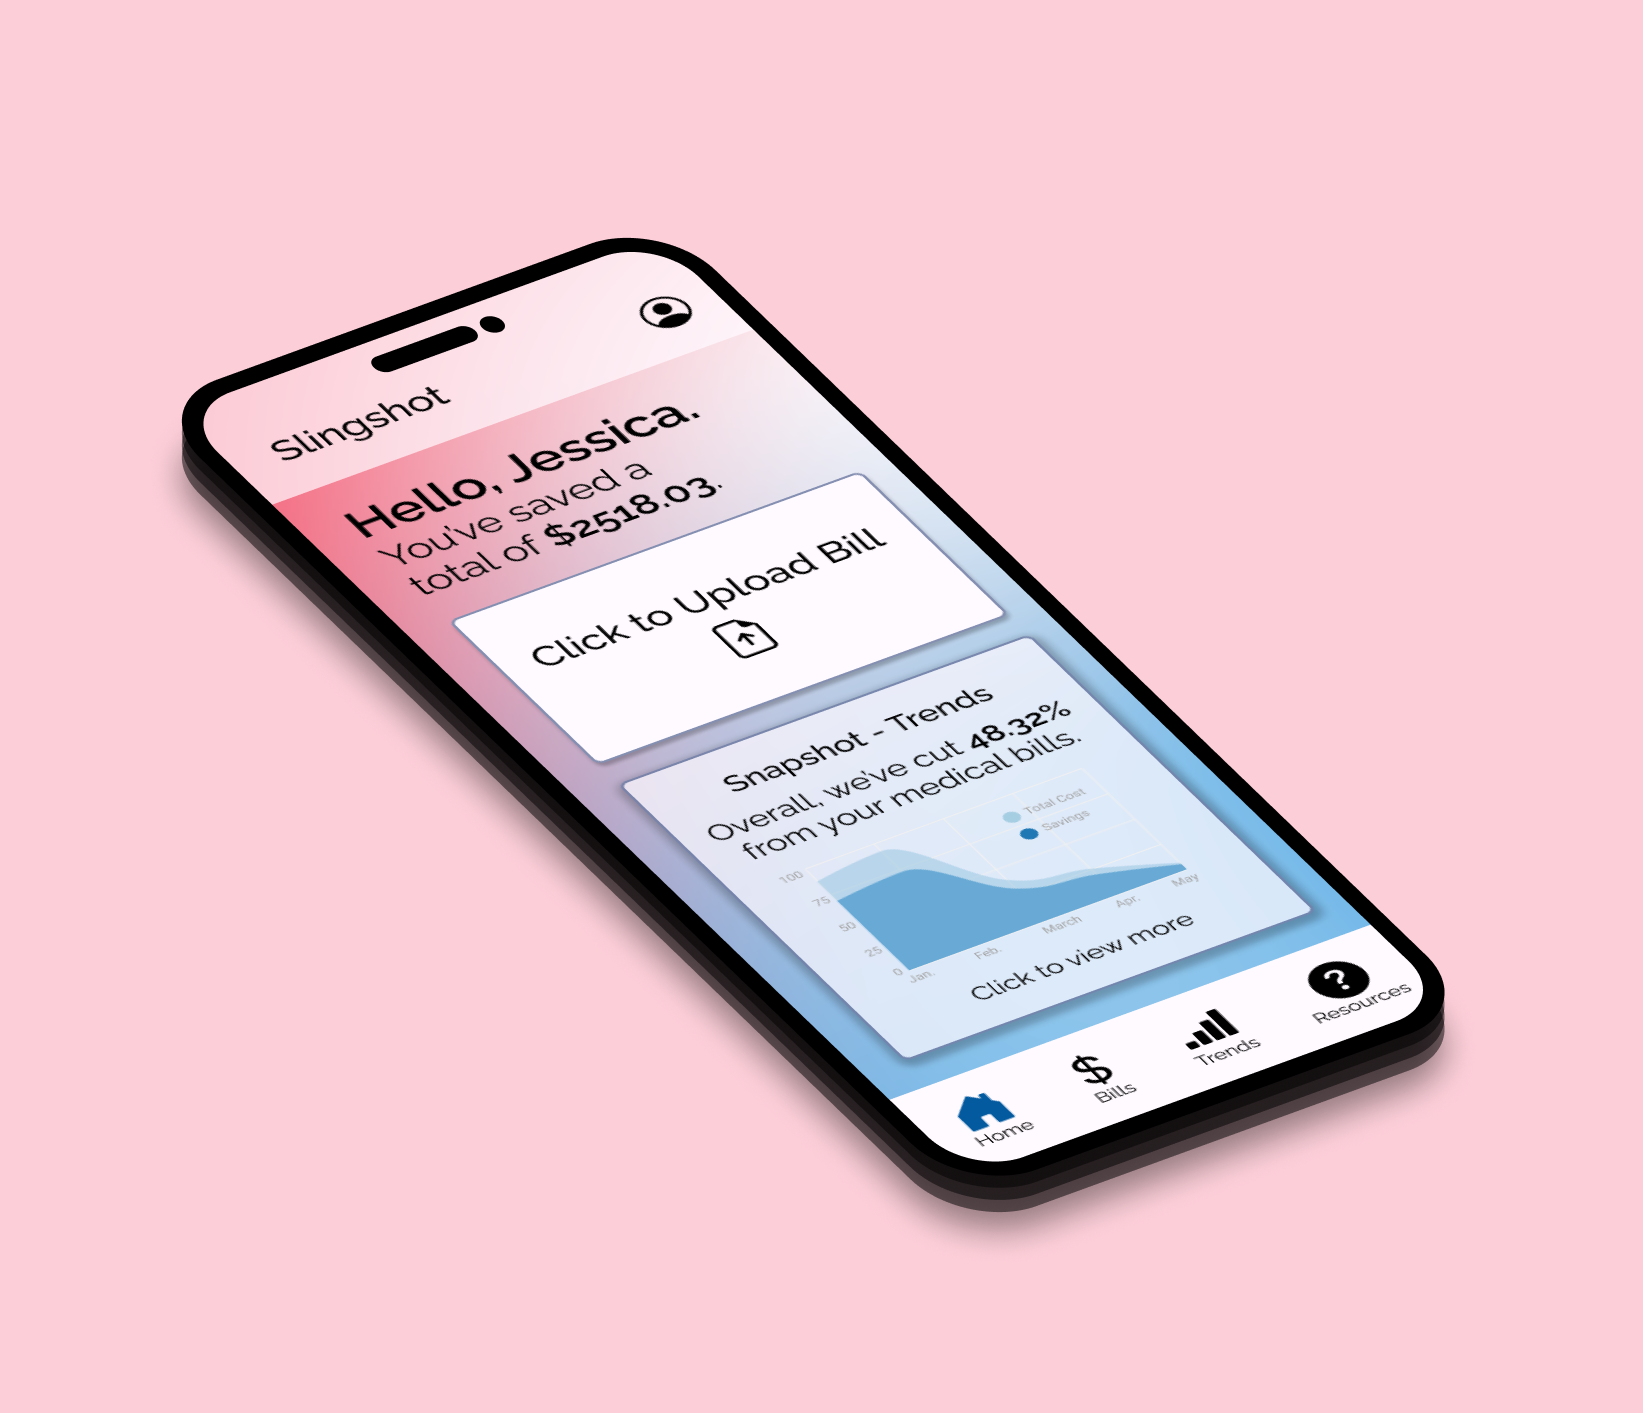 Slingshot
Hello, Jessica.
You've saved a
total of $2518.03.
Click to Upload Bill
Snapshot - Trends
Overall, we've cut 48.32%
from your medical bills.
Total Cost
Savings
100
75
50
25
0
Jan.
Feb.
March
Apr.
May
Click to view more
Home
$
Bills
Trends
?
Resources